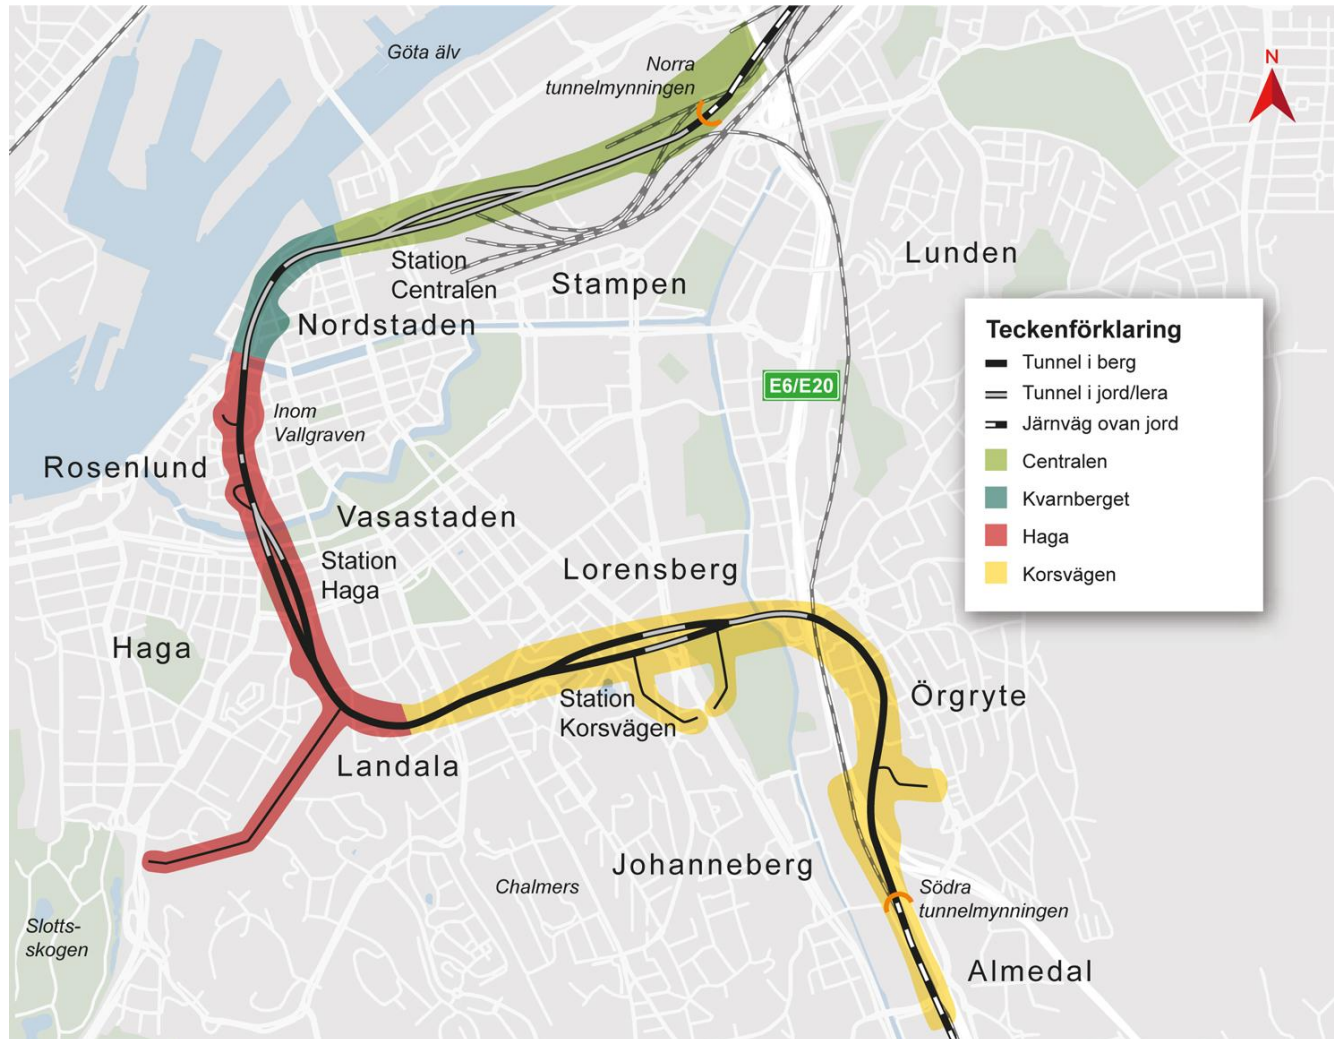 Göta älv
Norra
tunnelmynningen
N
Lunden
Station
Centralen
Stampen
Nordstaden
Teckenförklaring
Tunnel i berg
Tunnel i jord/lera
Järnväg ovan jord
Centralen
Kvarnberget
Haga
Korsvägen
E6/E20
Inom
Vallgraven
Rosenlund
Vasastaden
Station
Haga
Lorensberg
Haga
Station
Korsvägen
Örgryte
Landala
Johanneberg
Chalmers
Södra
tunnelmynningen
Slotts-
skogen
Almedal